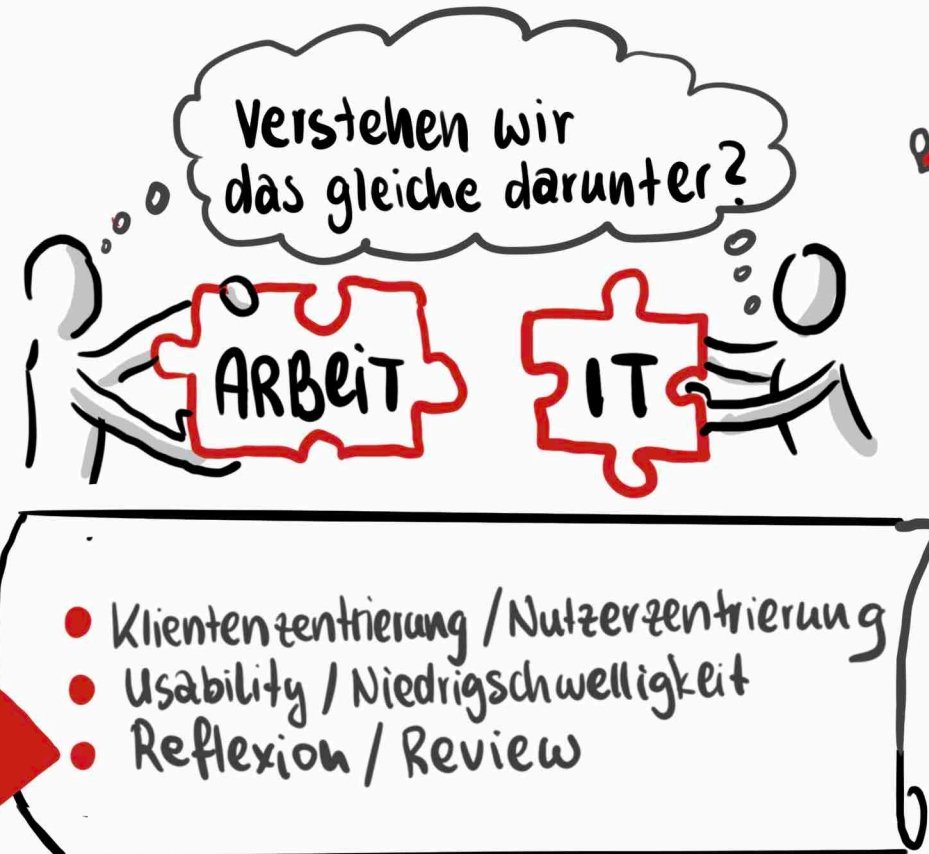 Verstehen wir
das gleiche darunter?
ARBEIT
IT
Klientenzentrierung / Nutzerzentrierung
Usability / Niedrigschwelligkeit
Reflexion / Review